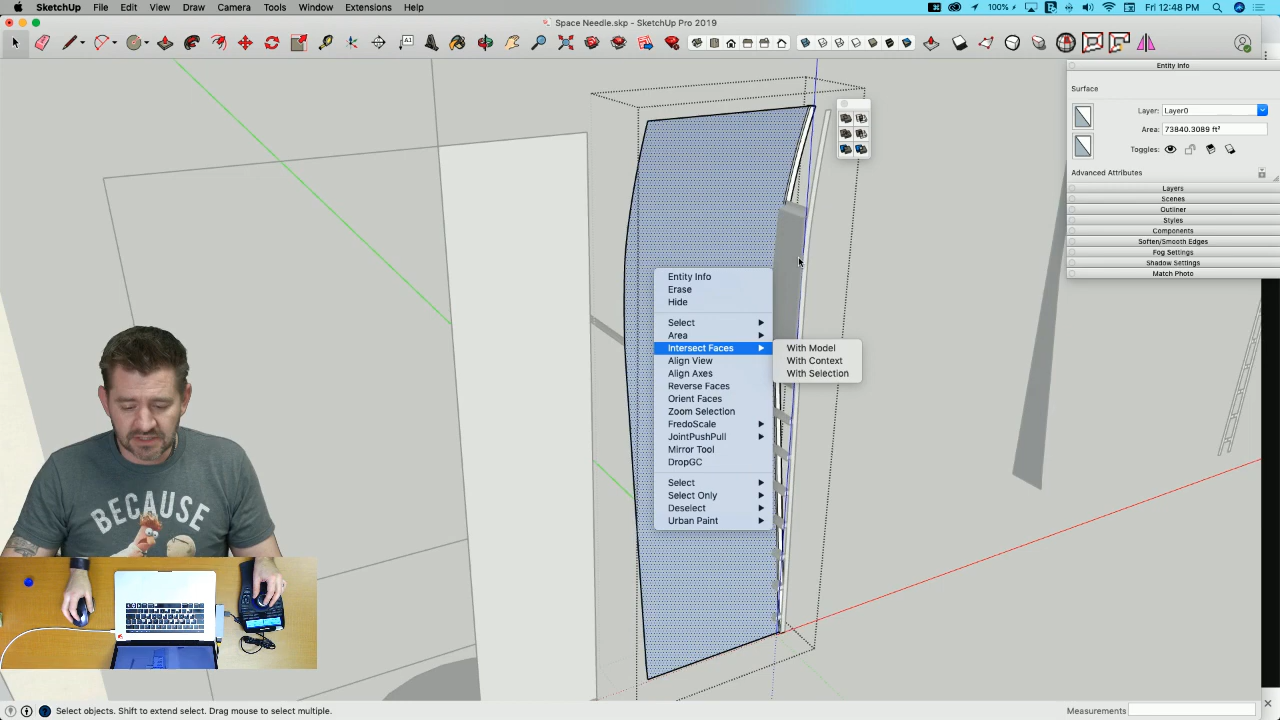 SketchUp File Edit View Draw Camera Tools Window Extensions Help
100% Fri 12:48 PM
Space Needle.skp - SketchUp Pro 2019
Entity Info
Surface
Layer: Layer0
Area: 73840.3089 ft²
Toggles:
Advanced Attributes
Layers
Scenes
Outliner
Styles
Components
Soften/Smooth Edges
Fog Settings
Shadow Settings
Match Photo
Entity Info
Erase
Hide
Select
Area
Intersect Faces
Align View
Align Axes
Reverse Faces
Orient Faces
Zoom Selection
FredoScale
JointPushPull
Mirror Tool
DropGC
Select
Select Only
Deselect
Urban Paint
With Model
With Context
With Selection
BECAUSE
Select objects. Shift to extend select. Drag mouse to select multiple.
Measurements